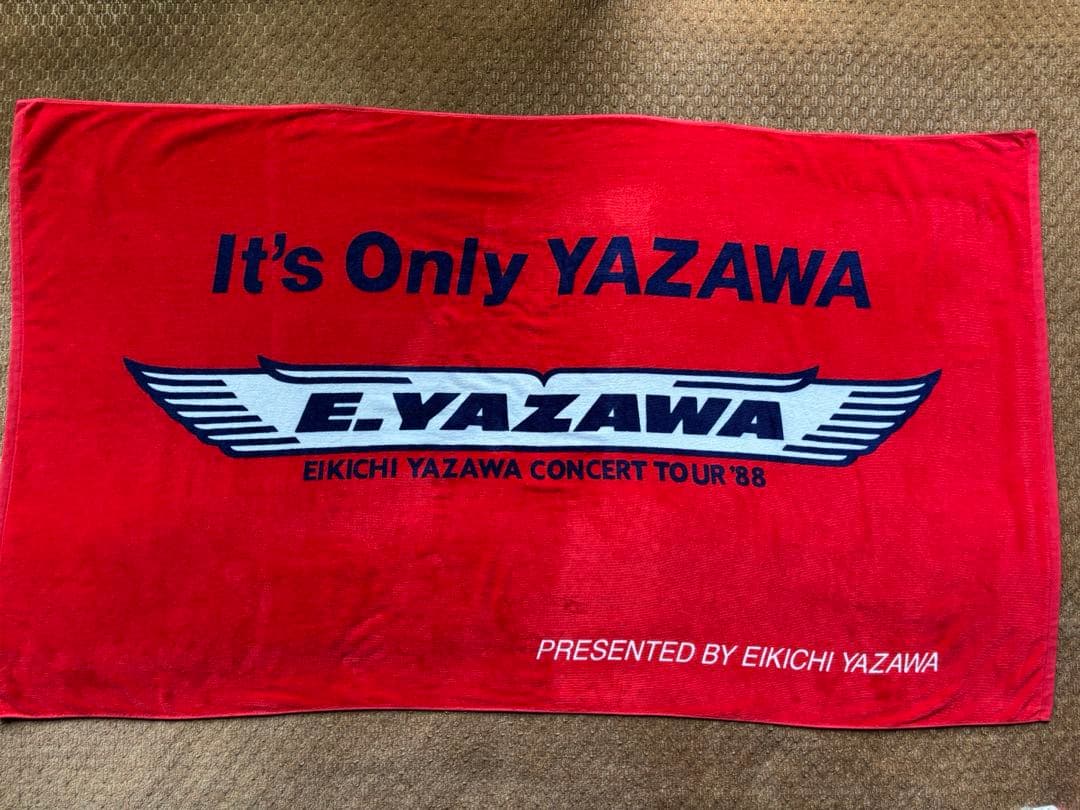 It's Only YAZAWA
E.YAZAWA
EIKICHI YAZAWA CONCERT TOUR '88
PRESENTED BY EIKICHI YAZAWA